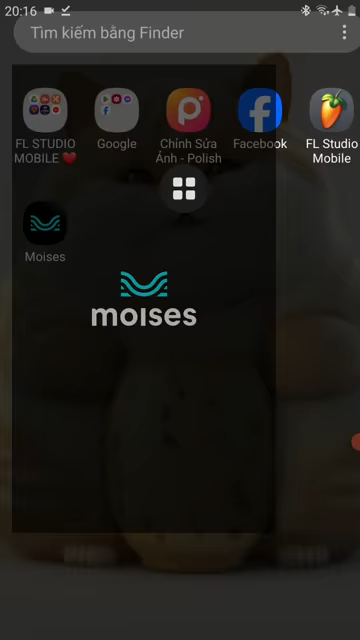 20:16
Tìm kiếm bằng Finder
FL STUDIO
MOBILE ❤️
Google
Chỉnh Sửa
Ảnh - Polish
Facebook
FL Studio
Mobile
Moises
moises